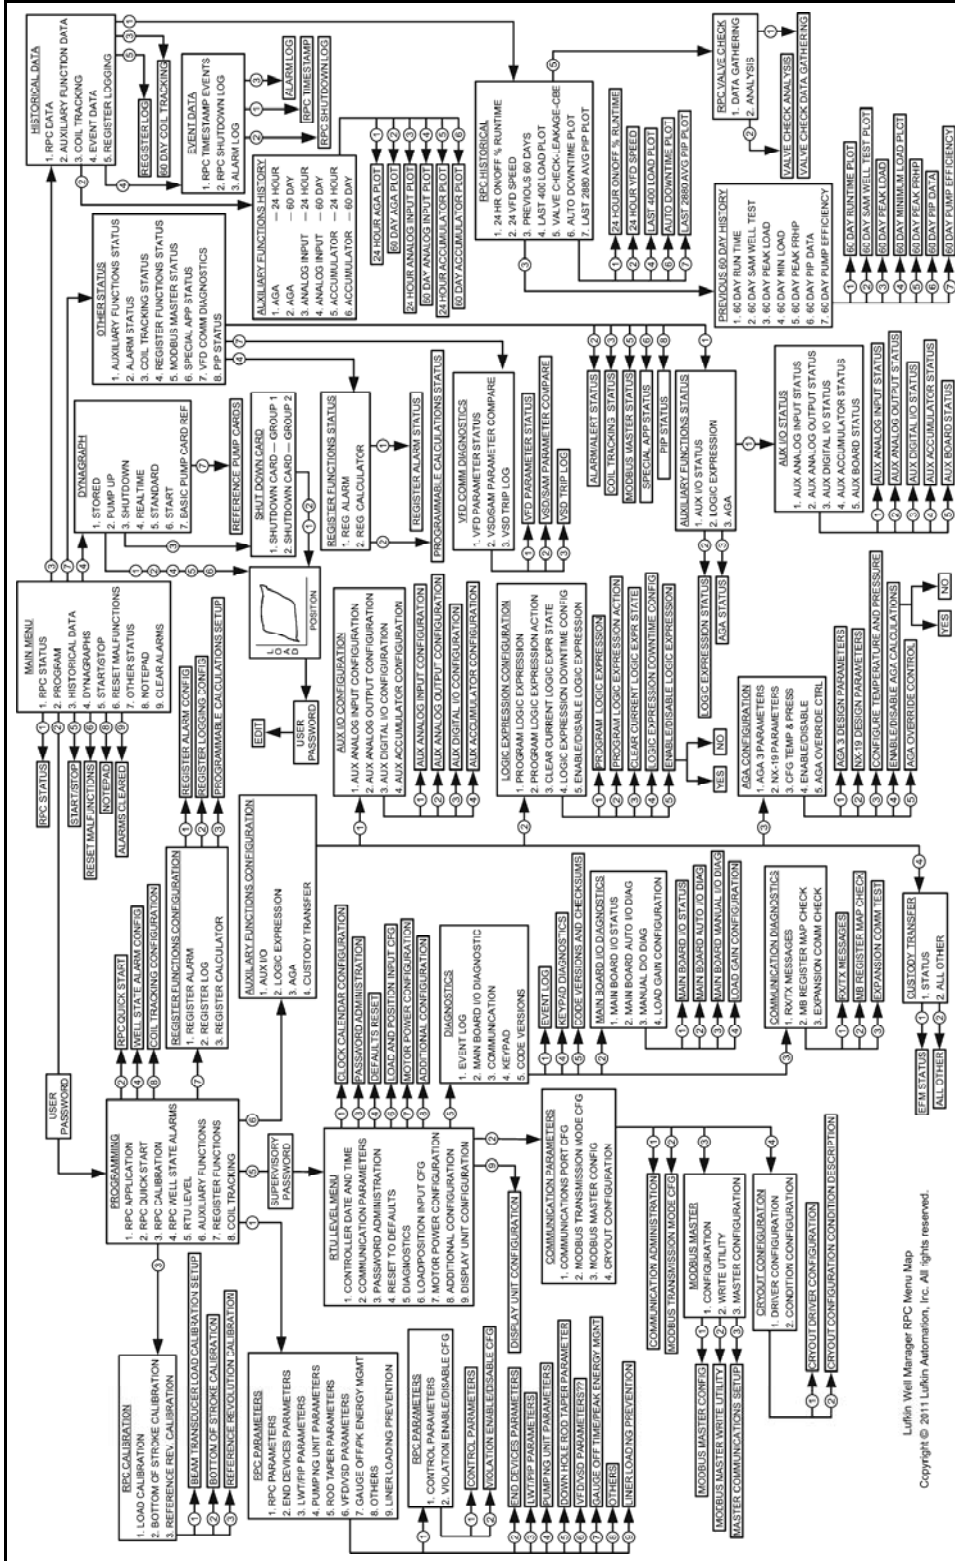 MAIN MENU
1. RPC STATUS
2. PROGRAM
3. HISTORICAL DATA
4. DYNAGRAPHS
5. START/STOP
6. RESET MALFUNCTIONS
7. OTHER STATUS
8. NOTEPAD
9. CLEAR ALARMS
RPC STATUS
START/STOP
RESET MALFUNCTIONS
NOTEPAD
ALARMS CLEARED
HISTORICAL DATA
1. RPC DATA
2. AUXILIARY FUNCTION DATA
3. COIL TRACKING
4. EVENT DATA
5. REGISTER LOGGING
REGISTER LOG
60 DAY COIL TRACKING
EVENT DATA
1. RPC TIMESTAMP EVENTS
2. RPC SHUTDOWN LOG
3. ALARM LOG
ALARM LOG
RPC TIMESTAMP
RPC SHUTDOWN LOG
AUXILIARY FUNCTIONS HISTORY
1. AGA — 24 HOUR
2. AGA — 60 DAY
3. ANALOG INPUT — 24 HOUR
4. ANALOG INPUT — 60 DAY
5. ACCUMULATOR — 24 HOUR
6. ACCUMULATOR — 60 DAY
24 HOUR AGA PLOT
60 DAY AGA PLOT
24 HOUR ANALOG INPUT PLOT
60 DAY ANALOG INPUT PLOT
24 HOUR ACCUMULATOR PLOT
60 DAY ACCUMULATOR PLOT
RPC HISTORICAL
1. 24 HR ON/OFF % RUNTIME
2. 24 VFD SPEED
3. PREVIOUS 60 DAYS
4. LAST 400 LOAD PLOT
5. VALVE CHECK-LEAKAGE-CBE
6. AUTO DOWNTIME PLOT
7. LAST 2880 AVG PIP PLOT
24 HOUR ON/OFF % RUNTIME
24 HOUR VFD SPEED
LAST 400 LOAD PLOT
AUTO DOWNTIME PLOT
LAST 2880 AVG PIP PLOT
RPC VALVE CHECK
1. DATA GATHERING
2. ANALYSIS
VALVE CHECK ANALYSIS
VALVE CHECK DATA GATHERING
PREVIOUS 60 DAY HISTORY
1. 60 DAY RUN TIME
2. 60 DAY SAM WELL TEST
3. 60 DAY PEAK LOAD
4. 60 DAY MIN LOAD
5. 60 DAY PEAK PRHP
6. 60 DAY PIP DATA
7. 60 DAY PUMP EFFICIENCY
60 DAY RUNTIME PLOT
60 DAY SAM WELL TEST PLOT
60 DAY PEAK LOAD
60 DAY MINIMUM LOAD PLOT
60 DAY PEAK PRHP
60 DAY PIP DATA
60 DAY PUMP EFFICIENCY
OTHER STATUS
1. AUXILIARY FUNCTIONS STATUS
2. ALARM STATUS
3. COIL TRACKING STATUS
4. REGISTER FUNCTIONS STATUS
5. MODBUS MASTER STATUS
6. SPECIAL APP STATUS
7. VFD COMM DIAGNOSTICS
8. PIP STATUS
DYNAGRAPH
1. STORED
2. PUMP UP
3. SHUTDOWN
4. REALTIME
5. STANDARD
6. START
7. BASIC PUMP CARD REF
REFERENCE PUMP CARDS
SHUT DOWN CARD
1. SHUTDOWN CARD — GROUP 1
2. SHUTDOWN CARD — GROUP 2
LOAD
POSITION
USER
PASSWORD
EDIT
REGISTER FUNCTIONS STATUS
1. REG ALARM
2. REG CALCULATOR
REGISTER ALARM STATUS
PROGRAMMABLE CALCULATIONS STATUS
VFD COMM DIAGNOSTICS
1. VFD PARAMETER STATUS
2. VSD/SAM PARAMETER COMPARE
3. VSD TRIP LOG
VFD PARAMETER STATUS
VSD/SAM PARAMETER COMPARE
VSD TRIP LOG
ALARM/ALERT STATUS
COIL TRACKING STATUS
MODBUS MASTER STATUS
SPECIAL APP STATUS
PIP STATUS
AUXILIARY FUNCTIONS STATUS
1. AUX I/O STATUS
2. LOGIC EXPRESSION
3. AGA
LOGIC EXPRESSION STATUS
AGA STATUS
AUX I/O STATUS
1. AUX ANALOG INPUT STATUS
2. AUX ANALOG OUTPUT STATUS
3. AUX DIGITAL I/O STATUS
4. AUX ACCUMULATOR STATUS
5. AUX BOARD STATUS
AUX ANALOG INPUT STATUS
AUX ANALOG OUTPUT STATUS
AUX DIGITAL I/O STATUS
AUX ACCUMULATOR STATUS
AUX BOARD STATUS
USER
PASSWORD
PROGRAMMING
1. RPC APPLICATION
2. RPC QUICK START
3. RPC CALIBRATION
4. RPC WELL STATE ALARMS
5. RTU LEVEL
6. AUXILIARY FUNCTIONS
7. REGISTER FUNCTIONS
8. COIL TRACKING
RPC QUICK START
WELL STATE ALARM CONFIG
COIL TRACKING CONFIGURATION
REGISTER FUNCTIONS CONFIGURATION
1. REGISTER ALARM
2. REGISTER LOG
3. REGISTER CALCULATOR
REGISTER ALARM CONFIG
REGISTER LOGGING CONFIG
PROGRAMMABLE CALCULATIONS SETUP
AUXILIARY FUNCTIONS CONFIGURATION
1. AUX I/O
2. LOGIC EXPRESSION
3. AGA
4. CUSTODY TRANSFER
AUX I/O CONFIGURATION
1. AUX ANALOG INPUT CONFIGURATION
2. AUX ANALOG OUTPUT CONFIGURATION
3. AUX DIGITAL CONFIGURATION
4. AUX ACCUMULATOR CONFIGURATION
AUX ANALOG INPUT CONFIGURATION
AUX ANALOG OUTPUT CONFIGURATION
AUX DIGITAL I/O CONFIGURATION
AUX ACCUMULATOR CONFIGURATION
LOGIC EXPRESSION CONFIGURATION
1. PROGRAM LOGIC EXPRESSION
2. PROGRAM LOGIC EXPRESSION ACTION
3. CLEAR CURRENT LOGIC EXPR STATE
4. LOGIC EXPRESSION DOWNTIME CONFIG
5. ENABLE/DISABLE LOGIC EXPRESSION
PROGRAM LOGIC EXPRESSION
PROGRAM EXPRESSION ACTION
CLEAR CURRENT EXPR STATE
LOGIC EXPRESSION DOWNTIME CONFIG
ENABLE/DISABLE LOGIC EXPRESSION
YES
NO
AGA CONFIGURATION
1. AGA 3 PARAMETERS
2. NX-19 PARAMETERS
3. CFG TEMP & PRESS
4. ENABLE/DISABLE
5. AGA OVERRIDE CTRL
AGA 3 DESIGN PARAMETERS
NX-19 DESIGN PARAMETERS
CONFIGURE TEMPERATURE AND PRESSURE
ENABLE/DISABLE AGA CALCULATIONS
AGA OVERRIDE CONTROL
YES
NO
CUSTODY TRANSFER
1. STATUS
2. ALL OTHER
EFM STATUS
ALL OTHER
SUPERVISORY
PASSWORD
RTU LEVEL MENU
1. CONTROLLER DATE AND TIME
2. COMMUNICATION PARAMETERS
3. PASSWORD ADMINISTRATION
4. RESET TO DEFAULTS
5. DIAGNOSTICS
6. LOAD/POSITION INPUT CFG
7. MOTOR POWER CONFIGURATION
8. ADDITIONAL CONFIGURATION
9. DISPLAY UNIT CONFIGURATION
CLOCK CALENDAR CONFIGURATION
PASSWORD ADMINISTRATION
DEFAULTS RESET
LOAD AND POSITION INPUT CFG
MOTOR POWER CONFIGURATION
ADDITIONAL CONFIGURATION
DIAGNOSTICS
1. EVENT LOG
2. MAIN BOARD I/O DIAGNOSTIC
3. COMMUNICATION
4. KEYPAD
5. CODE VERSIONS
EVENT LOG
KEYPAD DIAGNOSTICS
CODE VERSIONS AND CHECKSUMS
MAIN BOARD I/O DIAGNOSTICS
1. MAIN BOARD I/O STATUS
2. MAIN BOARD AUTO I/O DIAG
3. MANUAL DIO DIAG
4. LOAD GAIN CONFIGURATION
MAIN BOARD I/O STATUS
MAIN BOARD AUTO I/O DIAG
MAIN BOARD MANUAL I/O DIAG
LOAD GAIN CONFIGURATION
COMMUNICATION DIAGNOSTICS
1. RX/TX MESSAGES
2. MB REGISTER MAP CHECK
3. EXPANSION COMM CHECK
RX/TX MESSAGES
MB REGISTER MAP CHECK
EXPANSION COMM TEST
DISPLAY UNIT CONFIGURATION
COMMUNICATION PARAMETERS
1. COMMUNICATIONS PORT CFG
2. MODBUS TRANSMISSION MODE CFG
3. MODBUS MASTER CONFIG
4. CRYOUT CONFIGURATION
COMMUNICATION ADMINISTRATION
MODBUS TRANSMISSION MODE CFG
MODBUS MASTER
1. CONFIGURATION
2. WRITE UTILITY
3. MASTER CONFIGURATION
MODBUS MASTER CONFIG
MODBUS MASTER WRITE UTILITY
MASTER COMMUNICATIONS SETUP
CRYOUT CONFIGURATION
1. DRIVER CONFIGURATION
2. CONDITION CONFIGURATION
CRYOUT DRIVER CONFIGURATION
CRYOUT CONFIGURATION CONDITION DESCRIPTION
RPC CALIBRATION
1. LOAD CALIBRATION
2. BOTTOM OF STROKE CALIBRATION
3. REFERENCE REV. CALIBRATION
BEAM TRANSDUCER LOAD CALIBRATION SETUP
BOTTOM OF STROKE CALIBRATION
REFERENCE REVOLUTION CALIBRATION
RPC PARAMETERS
1. RPC PARAMETERS
2. END DEVICES PARAMETERS
3. LWT/PIP PARAMETERS
4. PUMPING UNIT PARAMETERS
5. ROD TAPER PARAMETERS
6. VFD/VSD PARAMETERS
7. GAUGE OFF/PK ENERGY MGMT
8. OTHERS
9. LINER LOADING PREVENTION
RPC PARAMETERS
1. CONTROL PARAMETERS
2. VIOLATION ENABLE/DISABLE CFG
CONTROL PARAMETERS
VIOLATION ENABLE/DISABLE CFG
END DEVICES PARAMETERS
LWT/PIP PARAMETERS
PUMPING UNIT PARAMETERS
DOWN HOLE ROD TAPER PARAMETER
VFD/VSD PARAMETERS??
GAUGE OFF TIME/PEAK ENERGY MGNT
OTHERS
LINER LOADING PREVENTION
Lufkin Well Manager RPC Menu Map
Copyright © 2011 Lufkin Automation, Inc. All rights reserved.